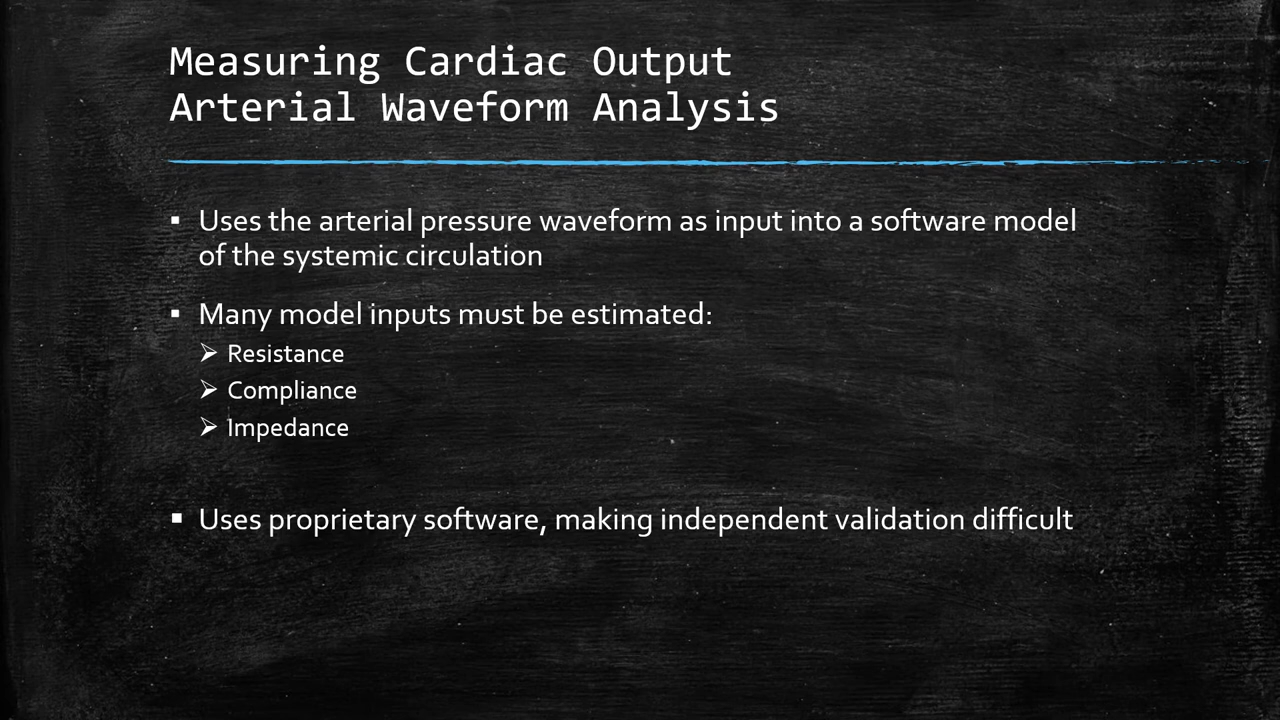 Measuring Cardiac Output
Arterial Waveform Analysis
▪ Uses the arterial pressure waveform as input into a software model
of the systemic circulation
▪ Many model inputs must be estimated:
➢ Resistance
➢ Compliance
➢ Impedance
▪ Uses proprietary software, making independent validation difficult